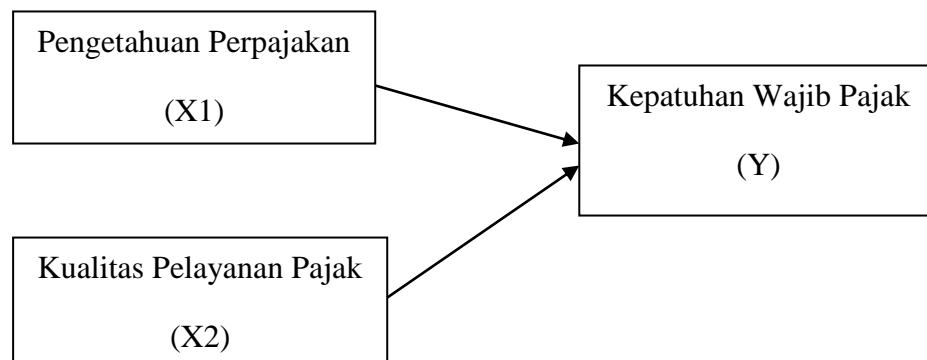 Pengetahuan Perpajakan
(X1)
Kepatuhan Wajib Pajak
(Y)
Kualitas Pelayanan Pajak
(X2)